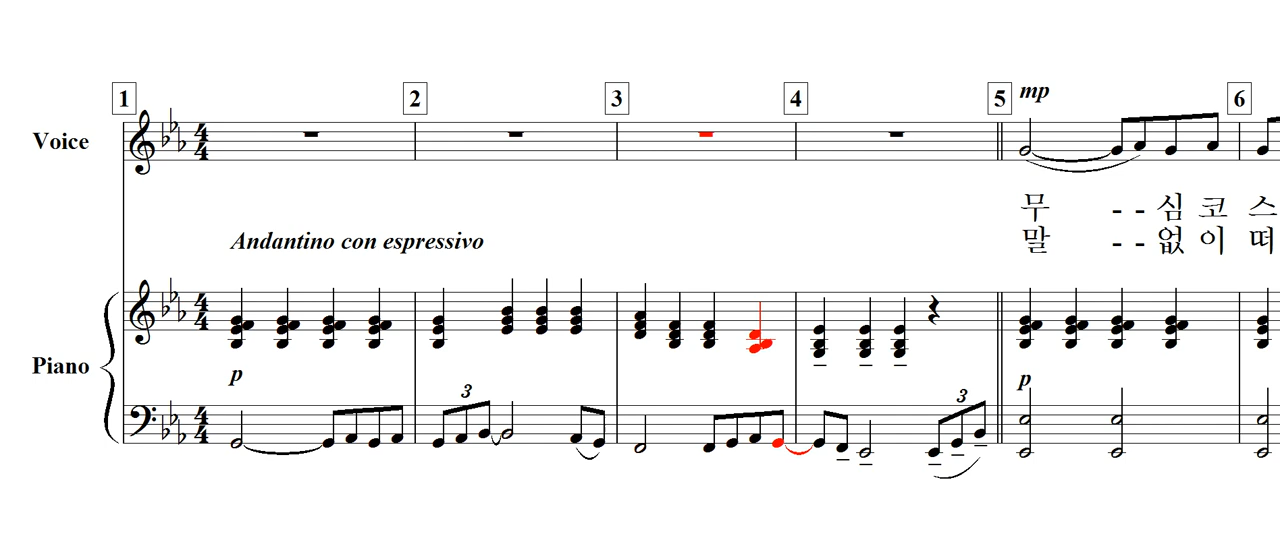 1 2 3 4 5 6
mp
Voice
무 - - 심 코 스
말 - - 없 이 떠
Andantino con espressivo
Piano
p p
3 3